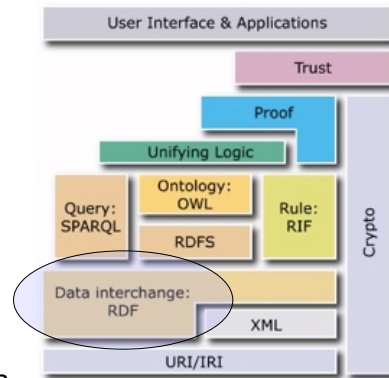 User Interface & Applications
Trust
Proof
Unifying Logic
Query:
SPARQL
Ontology:
OWL
RDFS
Rule:
RIF
Crypto
Data interchange:
RDF
XML
URI/IRI